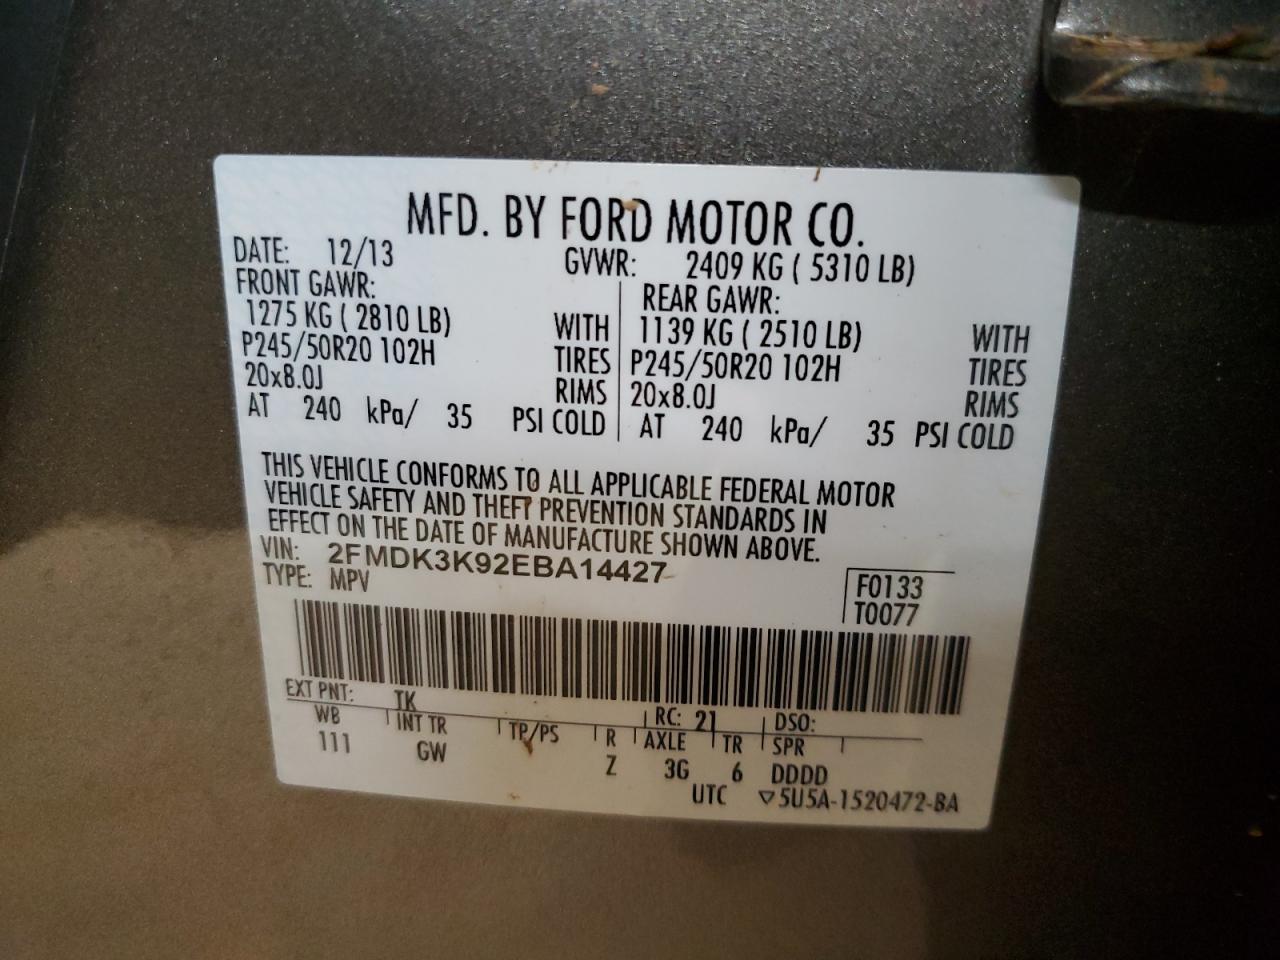 MFD. BY FORD MOTOR CO.
DATE: 12/13 GVWR: 2409 KG ( 5310 LB)
FRONT GAWR: REAR GAWR:
1275 KG ( 2810 LB) WITH 1139 KG ( 2510 LB) WITH
P245/50R20 102H TIRES P245/50R20 102H TIRES
20x8.0J RIMS 20x8.0J RIMS
AT 240 kPa/ 35 PSI COLD AT 240 kPa/ 35 PSI COLD
THIS VEHICLE CONFORMS TO ALL APPLICABLE FEDERAL MOTOR
VEHICLE SAFETY AND THEFT PREVENTION STANDARDS IN
EFFECT ON THE DATE OF MANUFACTURE SHOWN ABOVE.
VIN: 2FMDK3K92EBA14427
TYPE: MPV
F0133
T0077
EXT PNT: TK RC: 21 DSO:
WB INT TR TP/PS R AXLE TR SPR
111 GW Z 3G 6 DDDD
UTC ▽5U5A-1520472-BA